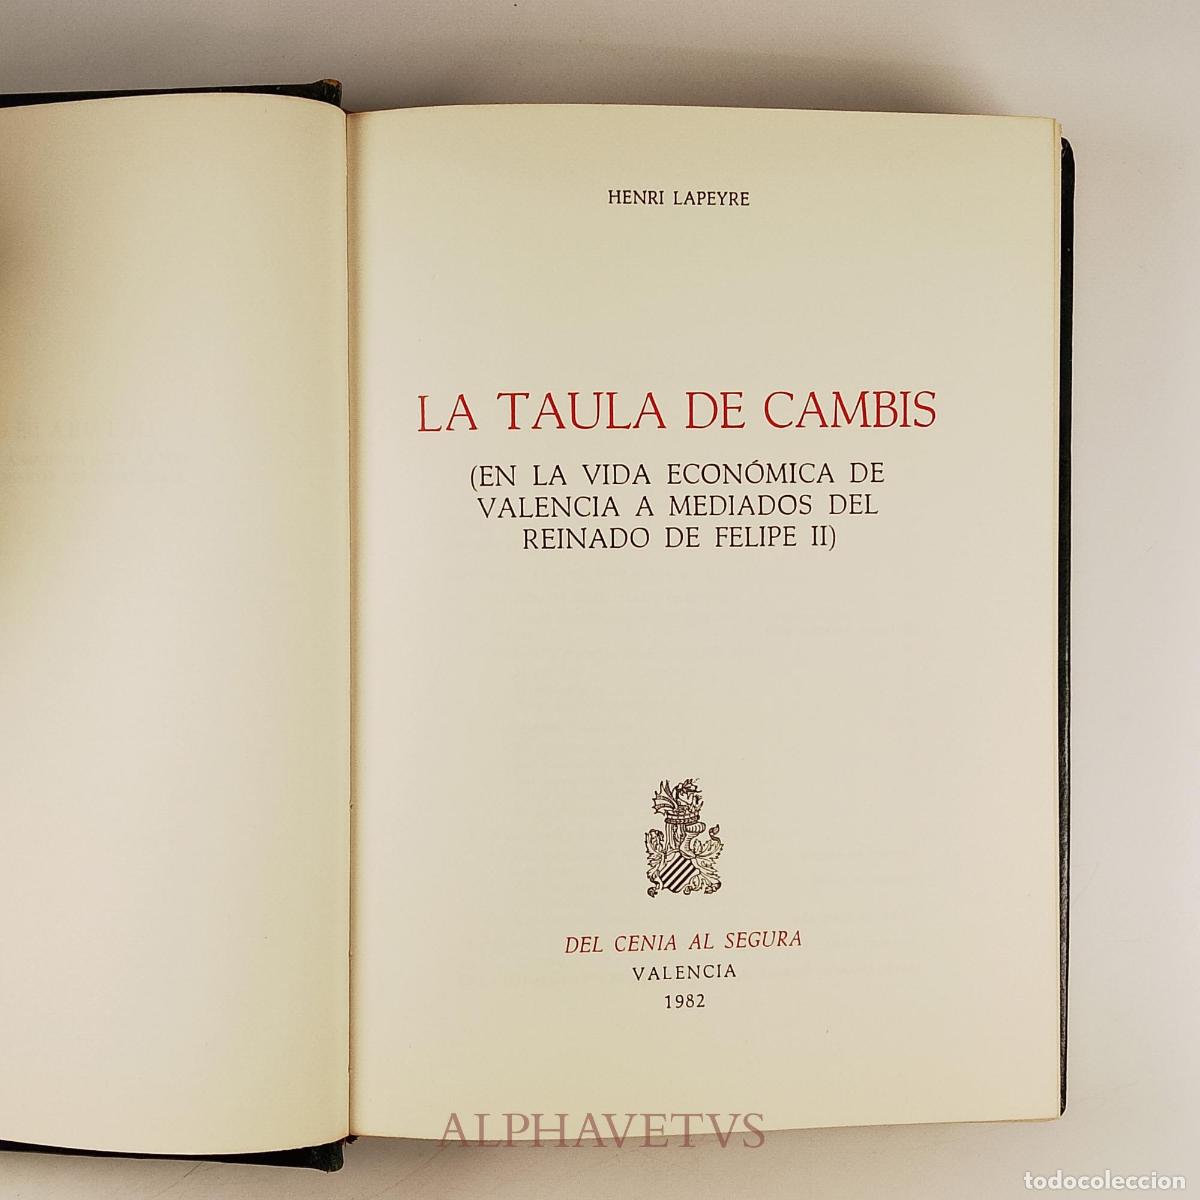 HENRI LAPEYRE
LA TAULA DE CAMBIS
(EN LA VIDA ECONÓMICA DE
VALENCIA A MEDIADOS DEL
REINADO DE FELIPE II)
DEL CENIA AL SEGURA
VALENCIA
1982
ALPHAVETVS
todocoleccion